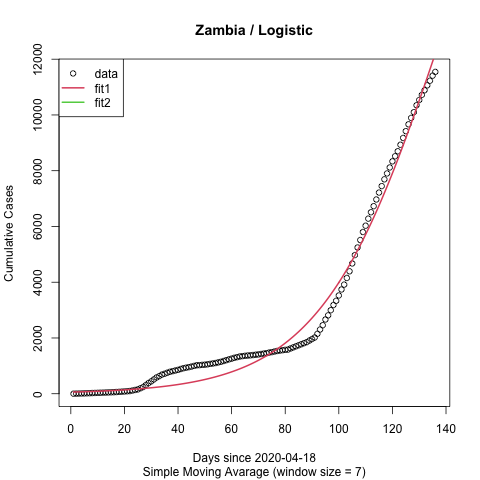 Zambia / Logistic
data
fit1
fit2
Cumulative Cases
0
2000
4000
6000
8000
10000
12000
0 20 40 60 80 100 120 140
Days since 2020-04-18
Simple Moving Avarage (window size = 7)